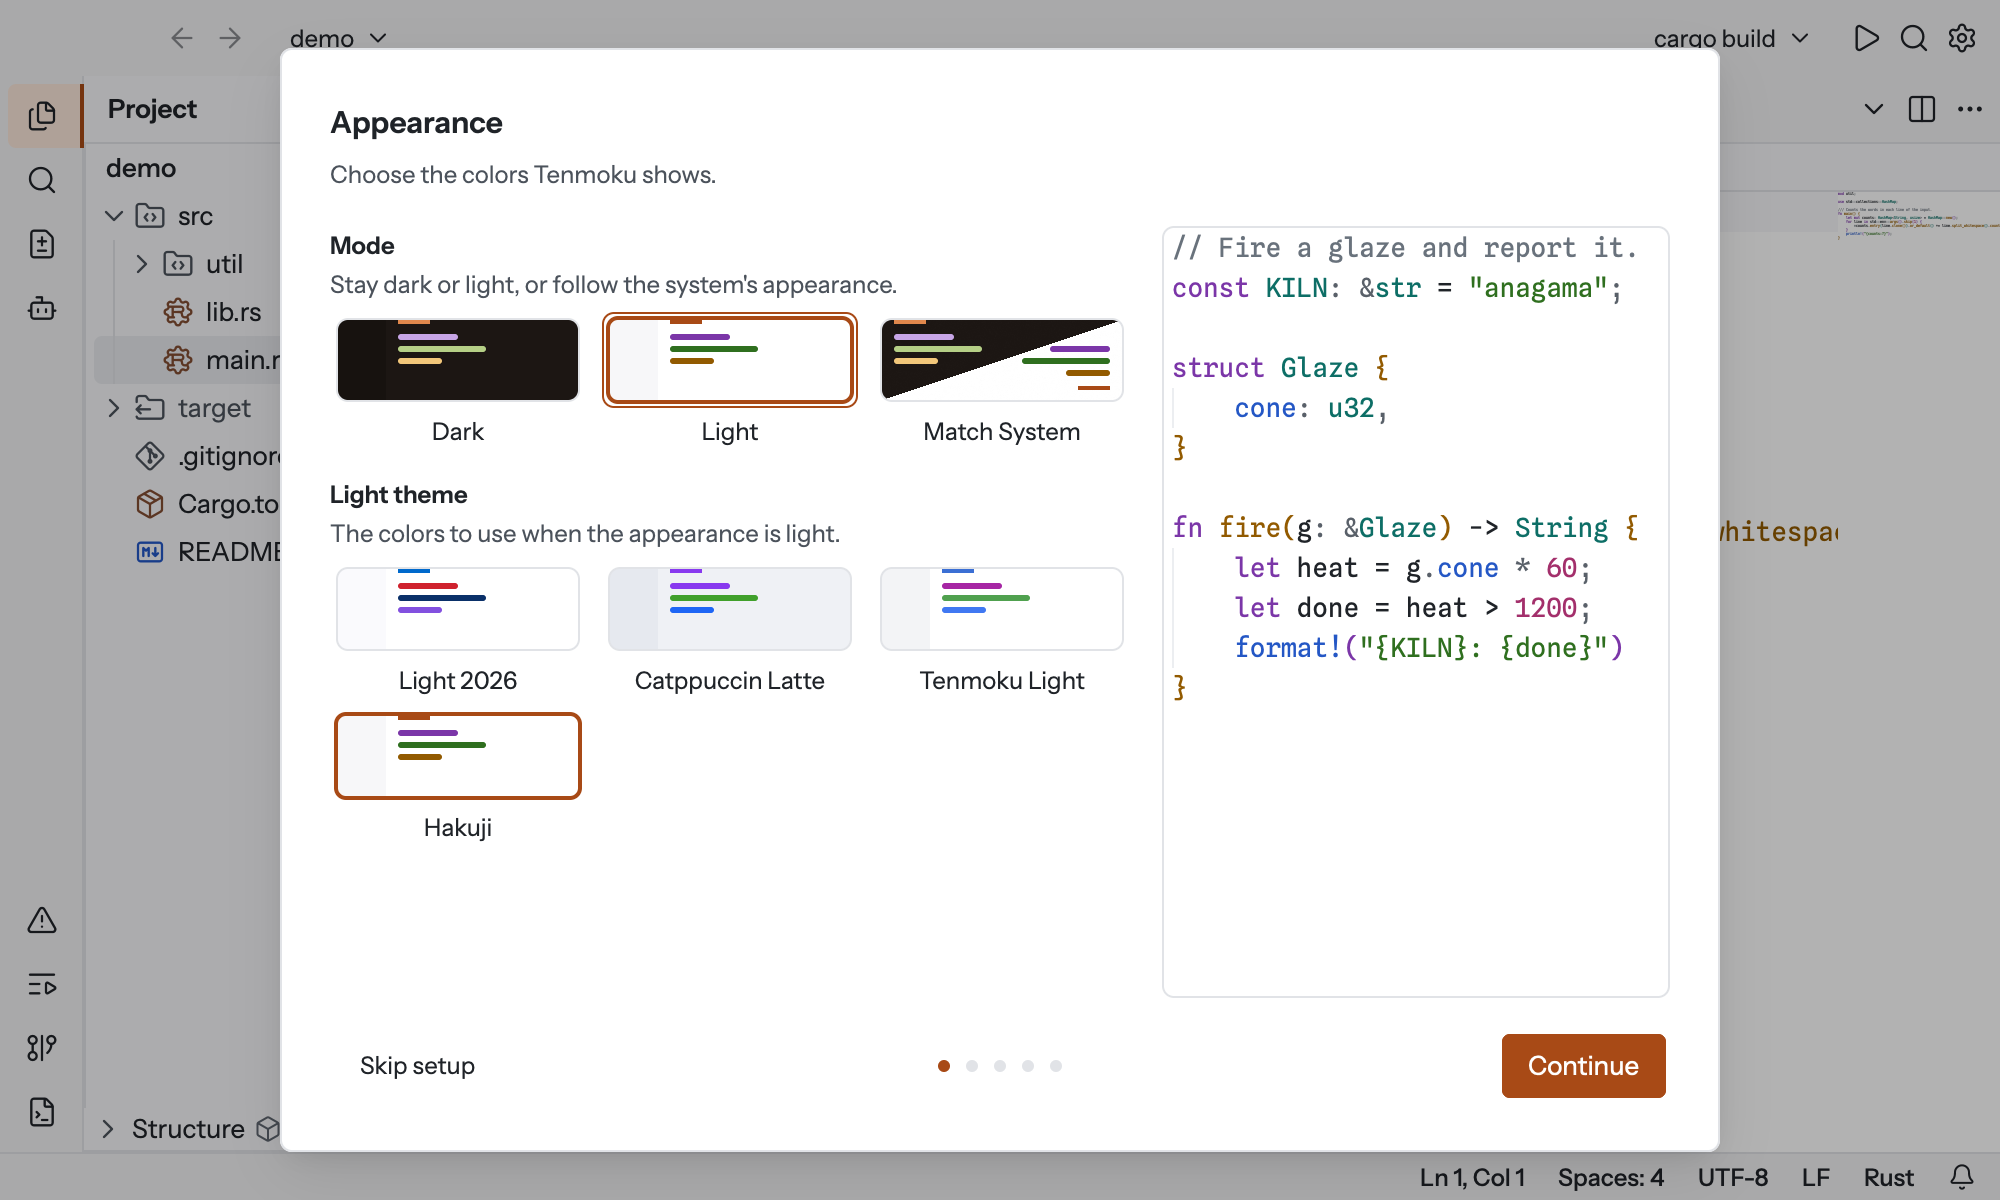 demo
cargo build
Project
demo
src
util
lib.rs
main.r
target
.gitignore
Cargo.to
README
Structure
Appearance
Choose the colors Tenmoku shows.
Mode
Stay dark or light, or follow the system's appearance.
Dark
Light
Match System
Light theme
The colors to use when the appearance is light.
Light 2026
Catppuccin Latte
Tenmoku Light
Hakuji
// Fire a glaze and report it.
const KILN: &str = "anagama";
struct Glaze {
cone: u32,
}
fn fire(g: &Glaze) -> String {
let heat = g.cone * 60;
let done = heat > 1200;
format!("{KILN}: {done}")
}
Skip setup
Continue
Ln 1, Col 1
Spaces: 4
UTF-8
LF
Rust